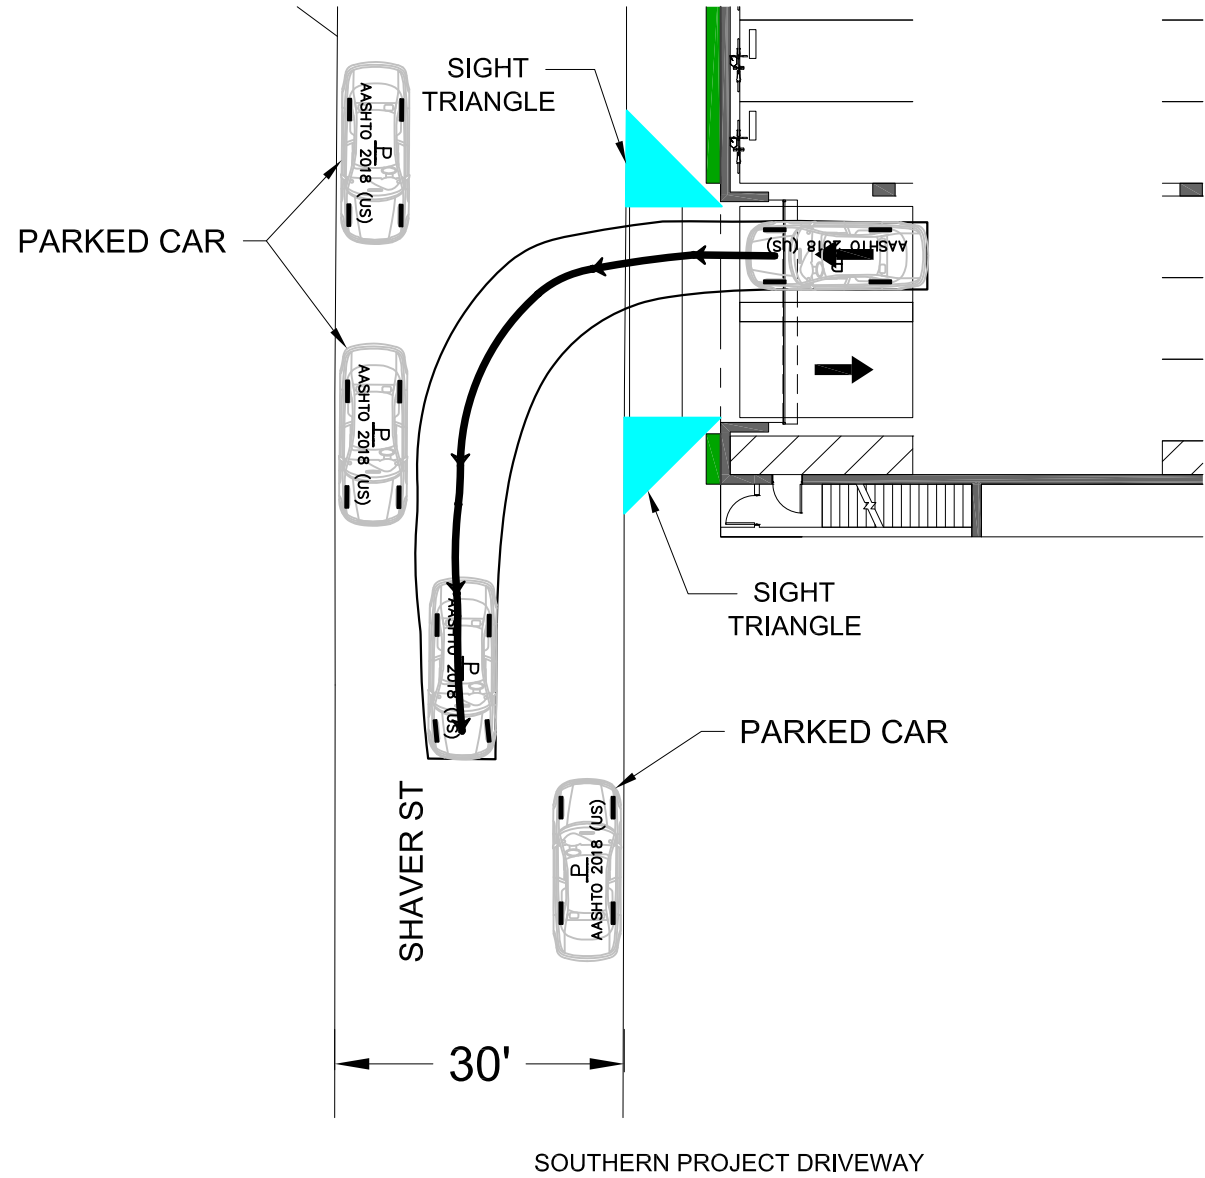 SIGHT
TRIANGLE
AASHTO 2018 (US)
P
PARKED CAR
AASHTO 2018 (US)
P
AASHTO 2018 (US)
P
SIGHT
TRIANGLE
AASHTO 2018 (US)
P
PARKED CAR
SHAVER ST
AASHTO 2018 (US)
P
30'
SOUTHERN PROJECT DRIVEWAY